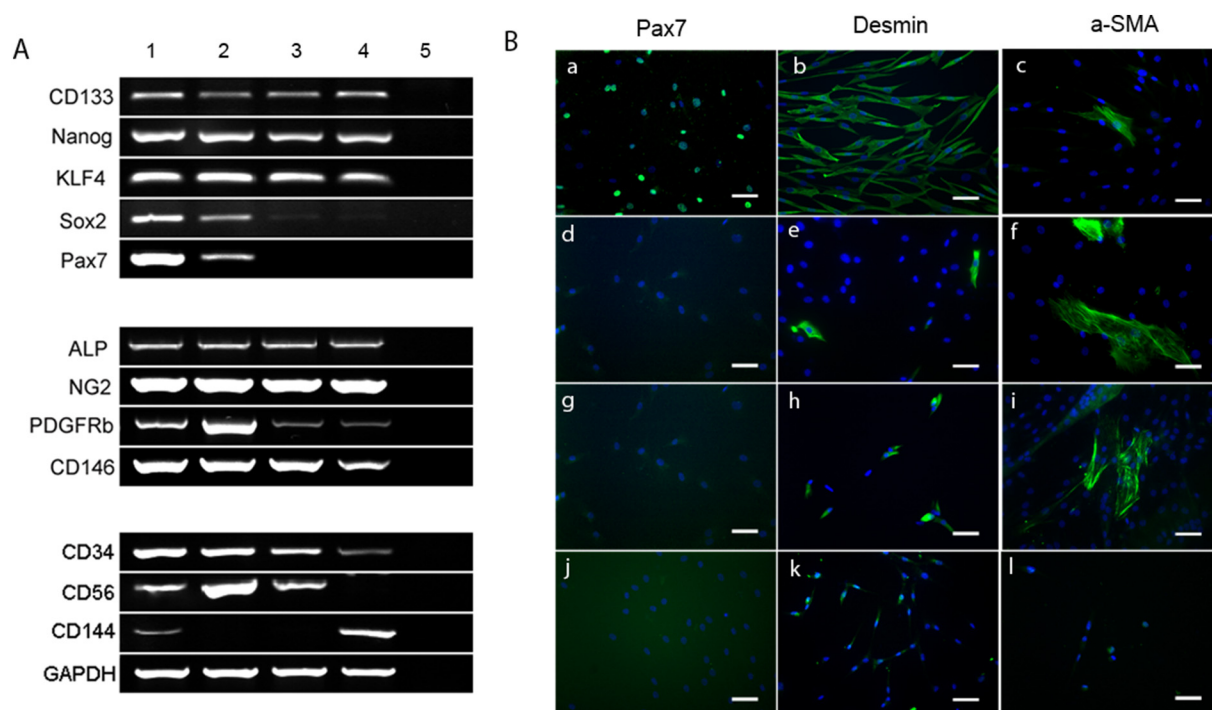 A
1 2 3 4 5
CD133
Nanog
KLF4
Sox2
Pax7
ALP
NG2
PDGFRb
CD146
CD34
CD56
CD144
GAPDH
B
Pax7 Desmin a-SMA
a b c
d e f
g h i
j k l